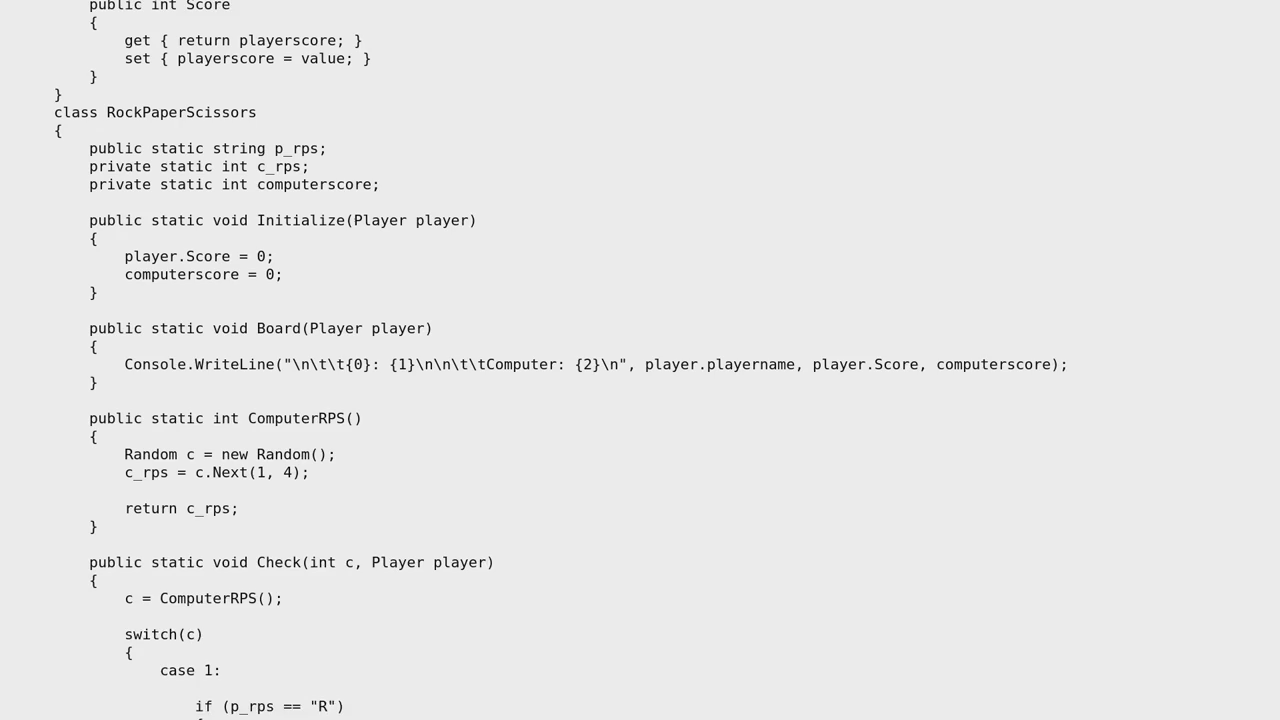 public int Score
{
get { return playerscore; }
set { playerscore = value; }
}
}
class RockPaperScissors
{
public static string p_rps;
private static int c_rps;
private static int computerscore;
public static void Initialize(Player player)
{
player.Score = 0;
computerscore = 0;
}
public static void Board(Player player)
{
Console.WriteLine("\n\t\t{0}: {1}\n\n\t\tComputer: {2}\n", player.playername, player.Score, computerscore);
}
public static int ComputerRPS()
{
Random c = new Random();
c_rps = c.Next(1, 4);
return c_rps;
}
public static void Check(int c, Player player)
{
c = ComputerRPS();
switch(c)
{
case 1:
if (p_rps == "R")
{